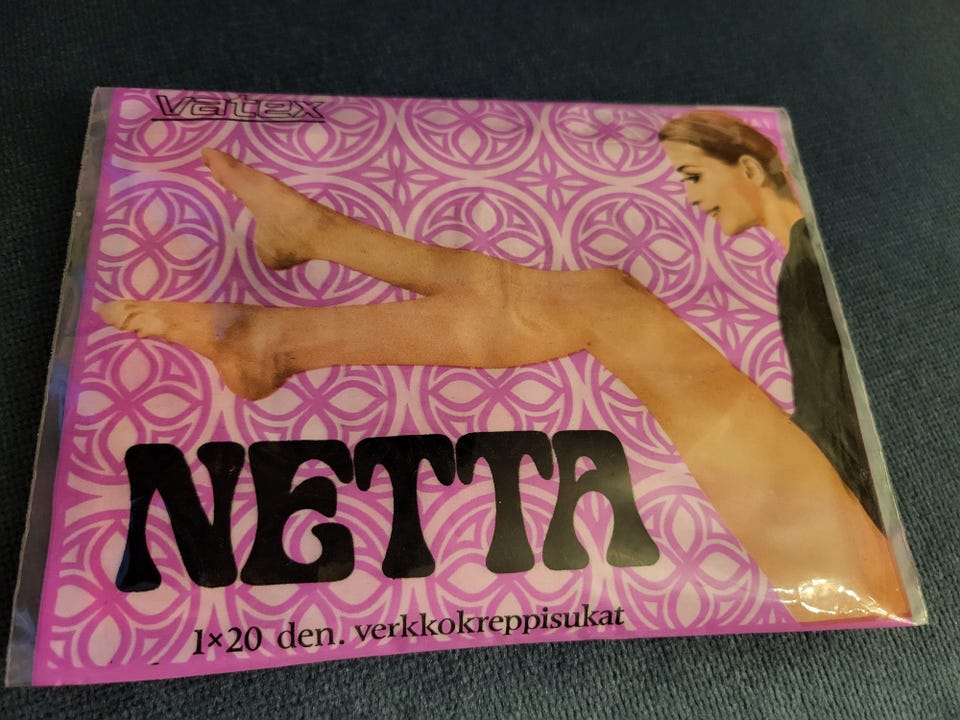 Vatex
NETTA
1×20 den. verkkokreppisukat